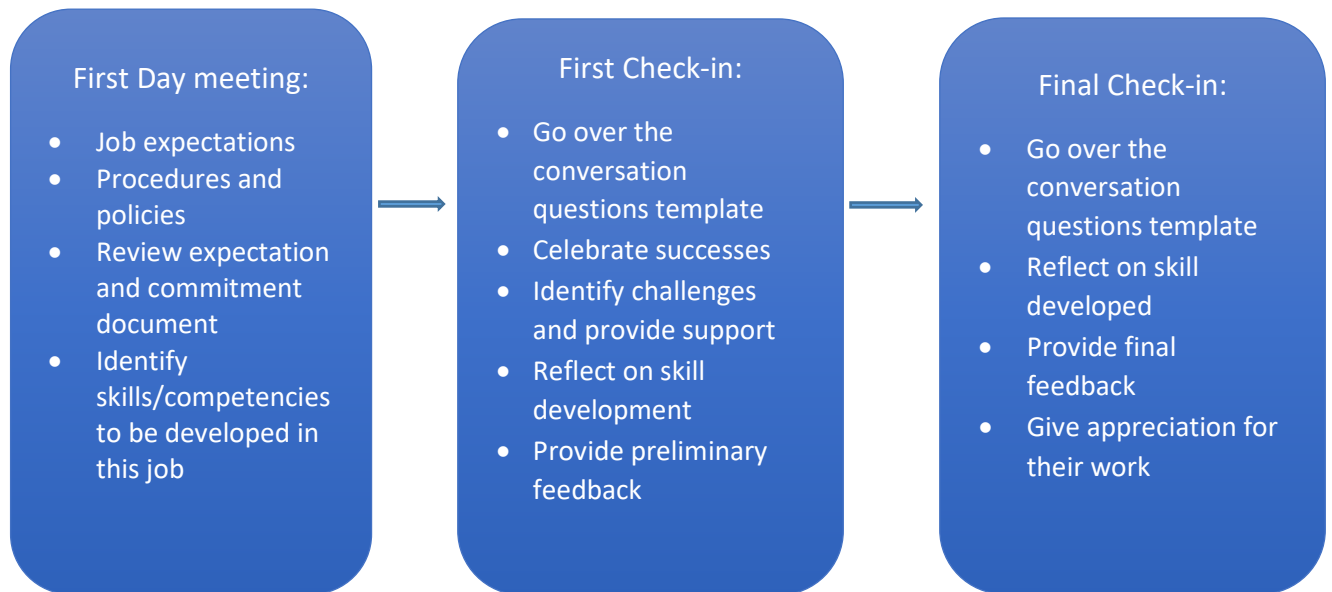 First Day meeting:
• Job expectations
• Procedures and
policies
• Review expectation
and commitment
document
• Identify
skills/competencies
to be developed in
this job
First Check-in:
• Go over the
conversation
questions template
• Celebrate successes
• Identify challenges
and provide support
• Reflect on skill
development
• Provide preliminary
feedback
Final Check-in:
• Go over the
conversation
questions template
• Reflect on skill
developed
• Provide final
feedback
• Give appreciation for
their work